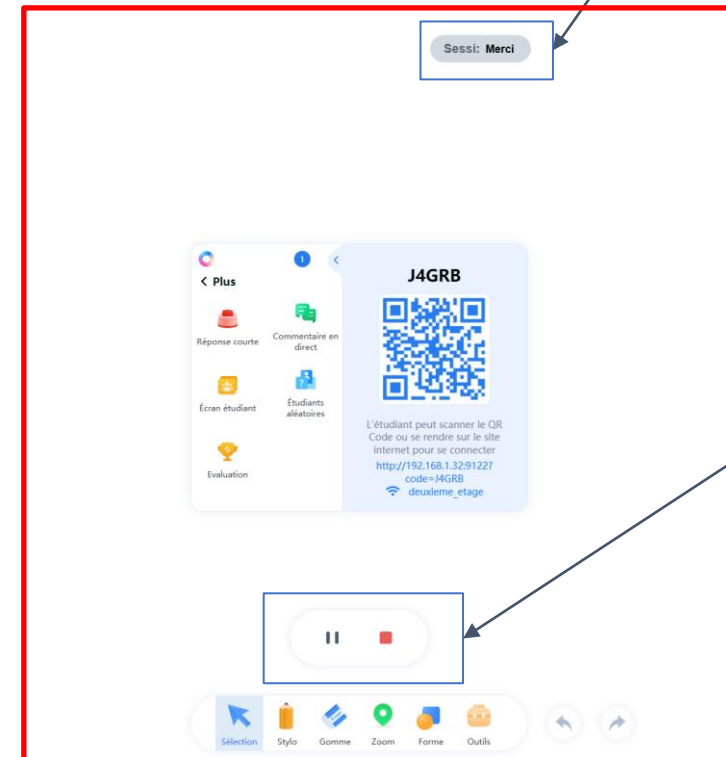 Sessi: Merci
1
< Plus
Réponse courte
Commentaire en
direct
Écran étudiant
Étudiants
aléatoires
Evaluation
J4GRB
L'étudiant peut scanner le QR
Code ou se rendre sur le site
internet pour se connecter
http://192.168.1.32:9122?
code=J4GRB
deuxieme_etage
Sélection
Stylo
Gomme
Zoom
Forme
Outils